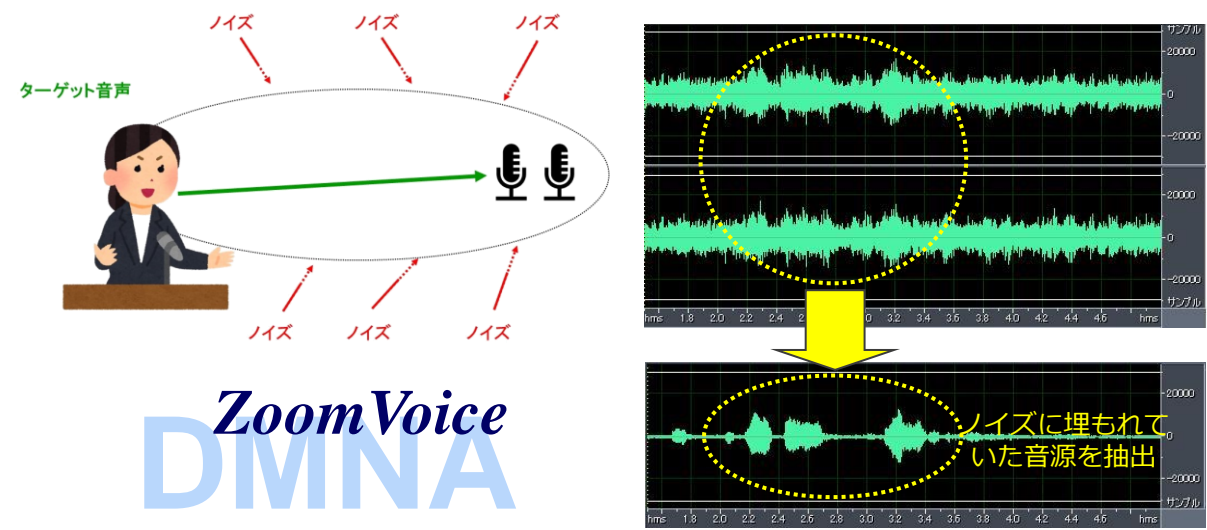 ノイズ
ノイズ
ノイズ
ターゲット音声
ノイズ
ノイズ
ノイズ
ZoomVoice
DMNA
サンプル
20000
0
-20000
20000
0
-20000
サンプル
hms 1.8 2.0 2.2 2.4 3.2 3.4 3.6 3.8 4.0 4.2 4.4 4.6 hms
20000
0
-20000
サンプル
ノイズに埋もれて
いた音源を抽出
hms 1.8 2.0 2.2 2.4 2.6 2.8 3.0 3.2 3.4 3.6 3.8 4.0 4.2 4.4 4.6 hms